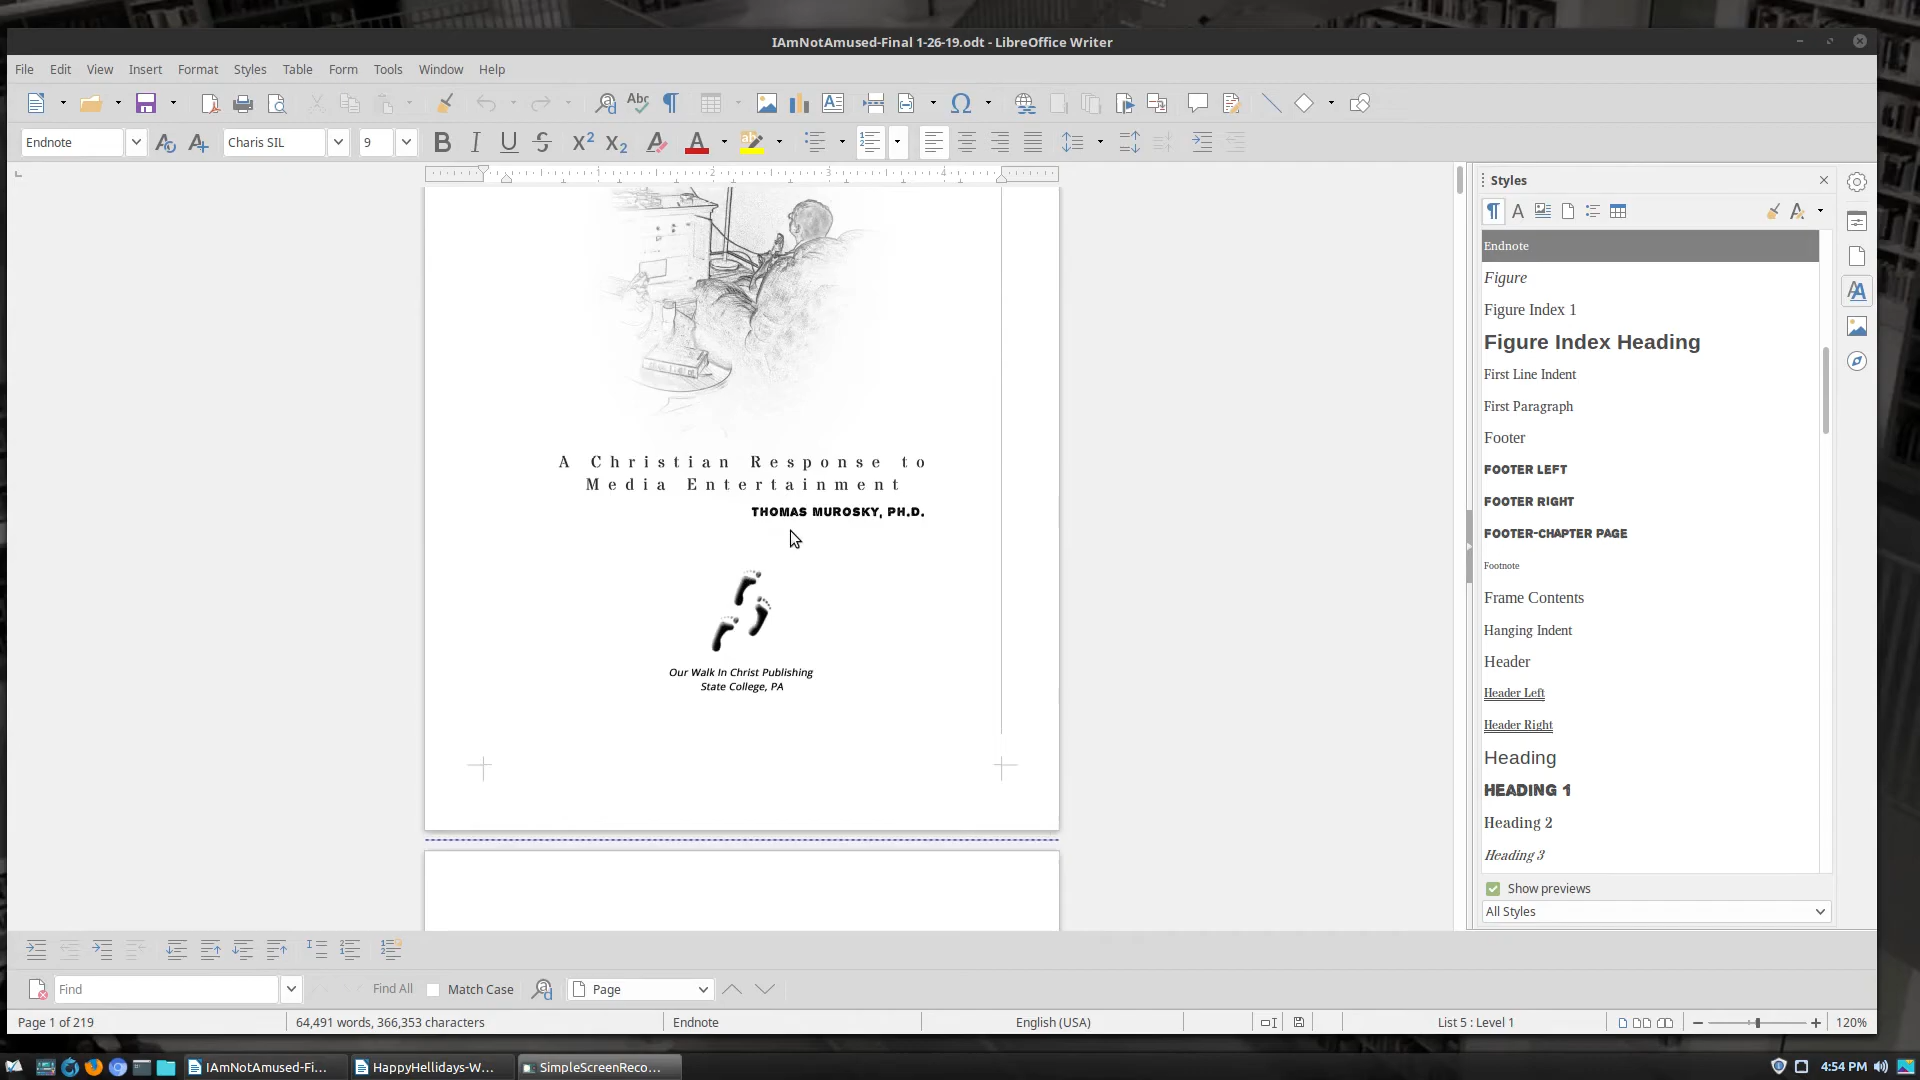 IAmNotAmused-Final 1-26-19.odt - LibreOffice Writer
File Edit View Insert Format Styles Table Form Tools Window Help
Endnote Charis SIL 9
1 2 3 4
Styles
Endnote
Figure
Figure Index 1
Figure Index Heading
First Line Indent
First Paragraph
Footer
FOOTER LEFT
FOOTER RIGHT
FOOTER-CHAPTER PAGE
Footnote
Frame Contents
Hanging Indent
Header
Header Left
Header Right
Heading
HEADING 1
Heading 2
Heading 3
Show previews
All Styles
A Christian Response to
Media Entertainment
THOMAS MUROSKY, PH.D.
Our Walk In Christ Publishing
State College, PA
Find Find All Match Case Page
Page 1 of 219 64,491 words, 366,353 characters Endnote English (USA) List 5 : Level 1 120%
IAmNotAmused-Fi... HappyHellidays-W... SimpleScreenReco... 4:54 PM